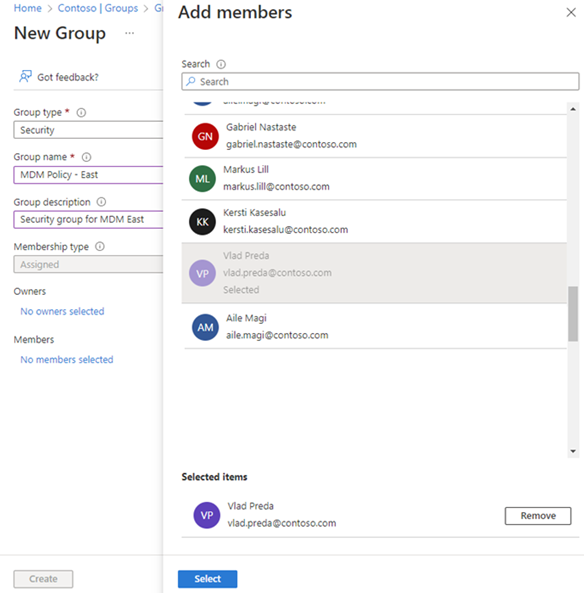 Home > Contoso | Groups > Gr
New Group ...
Got feedback?
Group type *
Security
Group name *
MDM Policy - East
Group description
Security group for MDM East
Membership type
Assigned
Owners
No owners selected
Members
No members selected
Create
Add members
Search
Search
GN
Gabriel Nastaste
gabriel.nastaste@contoso.com
ML
Markus Lill
markus.lill@contoso.com
KK
Kersti Kasesalu
kersti.kasesalu@contoso.com
VP
Vlad Preda
vlad.preda@contoso.com
Selected
AM
Aile Magi
aile.magi@contoso.com
Selected items
VP
Vlad Preda
vlad.preda@contoso.com
Remove
Select